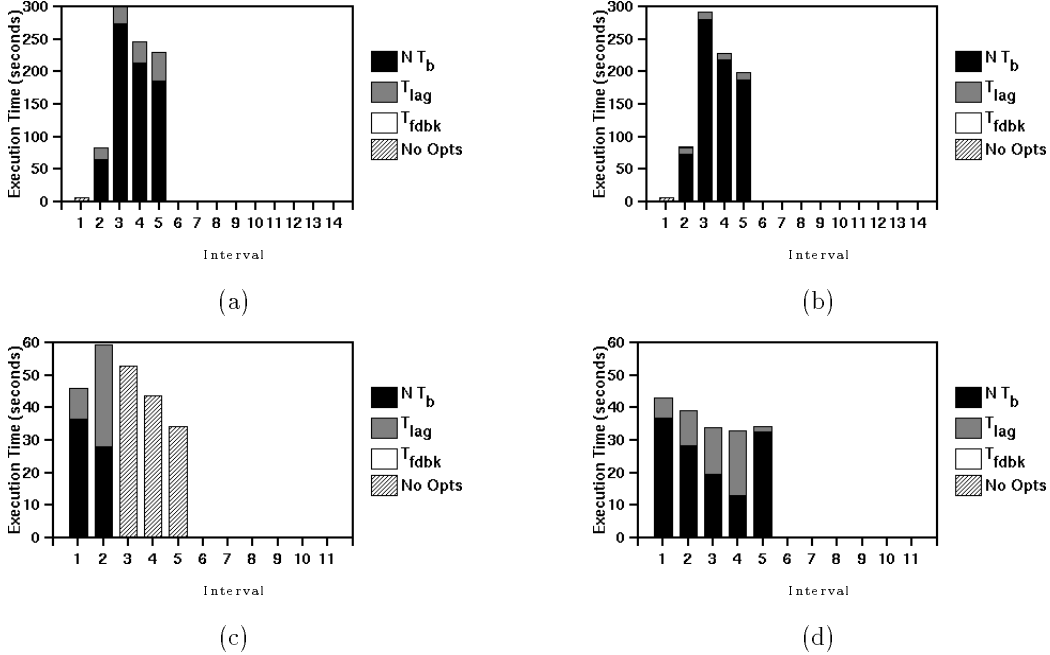 300
250
200
150
100
50
0
Execution Time (seconds)
1 2 3 4 5 6 7 8 9 10 11 12 13 14
Interval
N T_b
T_lag
T_fdbk
No Opts
(a)
300
250
200
150
100
50
0
Execution Time (seconds)
1 2 3 4 5 6 7 8 9 10 11 12 13 14
Interval
N T_b
T_lag
T_fdbk
No Opts
(b)
60
50
40
30
20
10
0
Execution Time (seconds)
1 2 3 4 5 6 7 8 9 10 11
Interval
N T_b
T_lag
T_fdbk
No Opts
(c)
60
50
40
30
20
10
0
Execution Time (seconds)
1 2 3 4 5 6 7 8 9 10 11
Interval
N T_b
T_lag
T_fdbk
No Opts
(d)